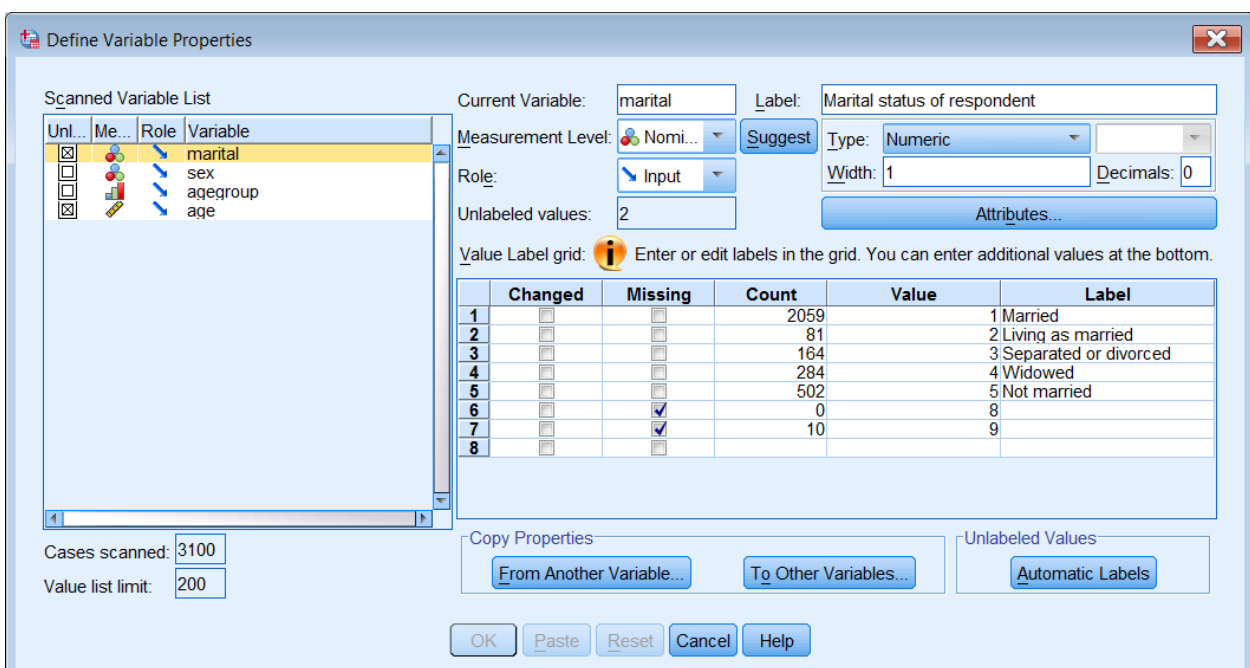 Define Variable Properties
Scanned Variable List
Unl... Me... Role Variable
marital
sex
agegroup
age
Cases scanned: 3100
Value list limit: 200
Current Variable: marital Label: Marital status of respondent
Measurement Level: Nomi... Suggest Type: Numeric
Role: Input Width: 1 Decimals: 0
Unlabeled values: 2 Attributes...
Value Label grid: i Enter or edit labels in the grid. You can enter additional values at the bottom.
Changed Missing Count Value Label
1 2059 1 Married
2 81 2 Living as married
3 164 3 Separated or divorced
4 284 4 Widowed
5 502 5 Not married
6 0 8
7 10 9
8
Copy Properties Unlabeled Values
From Another Variable... To Other Variables... Automatic Labels
OK Paste Reset Cancel Help